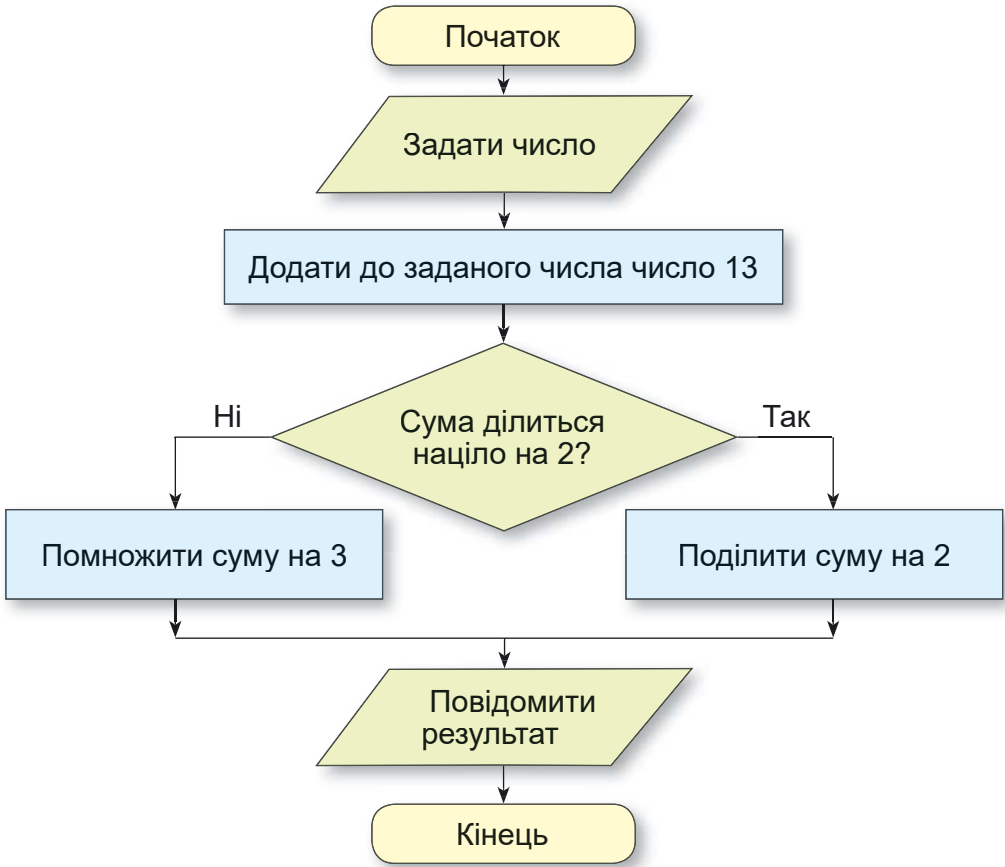 Початок
Задати число
Додати до заданого числа число 13
Ні
Сума ділиться
націло на 2?
Так
Помножити суму на 3
Поділити суму на 2
Повідомити
результат
Кінець